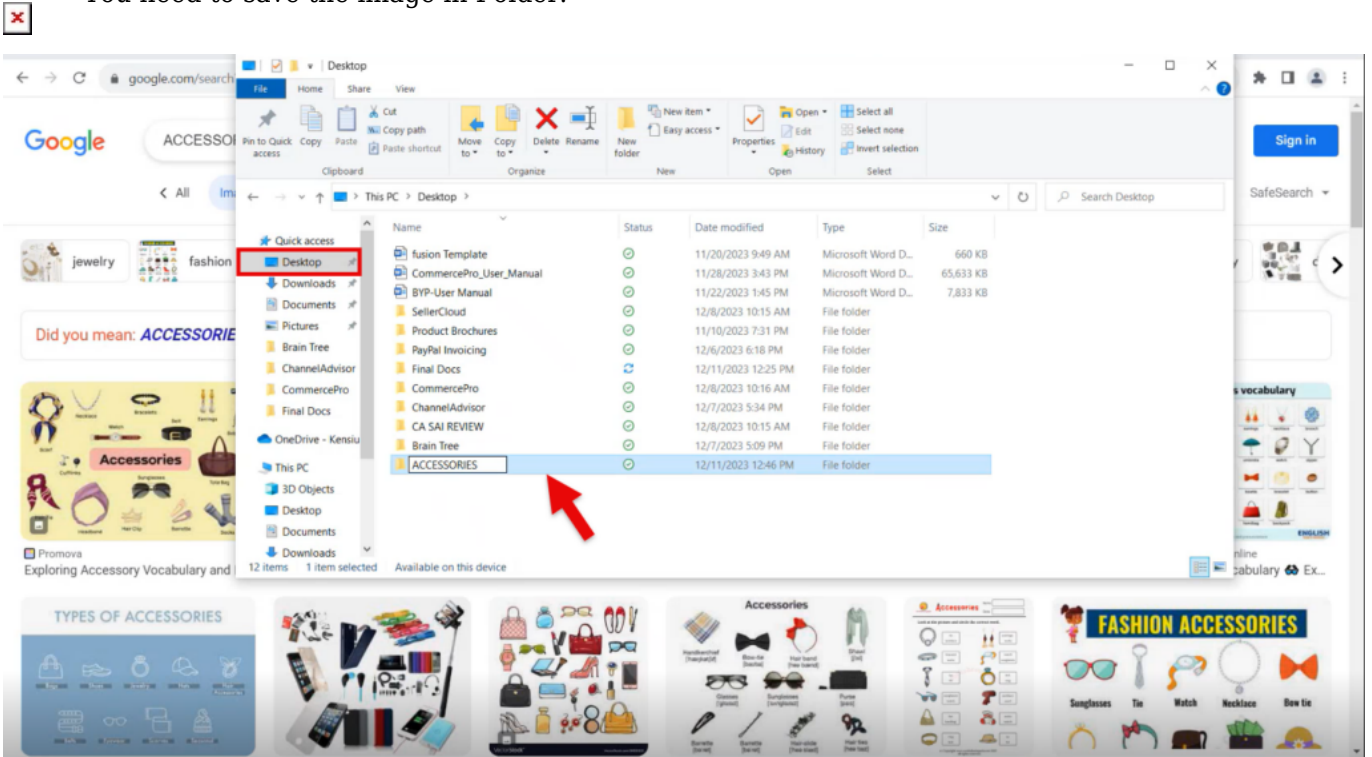 You need to save the image in Folder.
Desktop
google.com/search
File Home Share View
Pin to Quick access
Copy
Paste
Cut
Copy path
Paste shortcut
Move to
Copy to
Delete
Rename
New folder
New item
Easy access
Properties
Open
Edit
History
Select all
Select none
Invert selection
Clipboard Organize New Open Select
Google
ACCESSOI
Sign in
This PC > Desktop >
Search Desktop
All
SafeSearch
Name Status Date modified Type Size
Quick access
Desktop
Downloads
Documents
Pictures
Brain Tree
ChannelAdvisor
CommercePro
Final Docs
OneDrive - Kensiu
This PC
3D Objects
Desktop
Documents
Downloads
fusion Template 11/20/2023 9:49 AM Microsoft Word D... 660 KB
CommercePro_User_Manual 11/28/2023 3:43 PM Microsoft Word D... 65,633 KB
BYP-User Manual 11/22/2023 1:45 PM Microsoft Word D... 7,833 KB
SellerCloud 12/8/2023 10:15 AM File folder
Product Brochures 11/10/2023 7:31 PM File folder
PayPal Invoicing 12/6/2023 6:18 PM File folder
Final Docs 12/11/2023 12:25 PM File folder
CommercePro 12/8/2023 10:16 AM File folder
ChannelAdvisor 12/7/2023 5:34 PM File folder
CA SAI REVIEW 12/8/2023 10:15 AM File folder
Brain Tree 12/7/2023 5:09 PM File folder
ACCESSORIES 12/11/2023 12:46 PM File folder
12 items 1 item selected Available on this device
jewelry
fashion
Did you mean: ACCESSORIE
Accessories
s vocabulary
ENGLISH
Promova
Exploring Accessory Vocabulary and
nline
cabulary Ex...
TYPES OF ACCESSORIES
Accessories
Accessories
FASHION ACCESSORIES
Sunglasses Tie Watch Necklace Bow tie